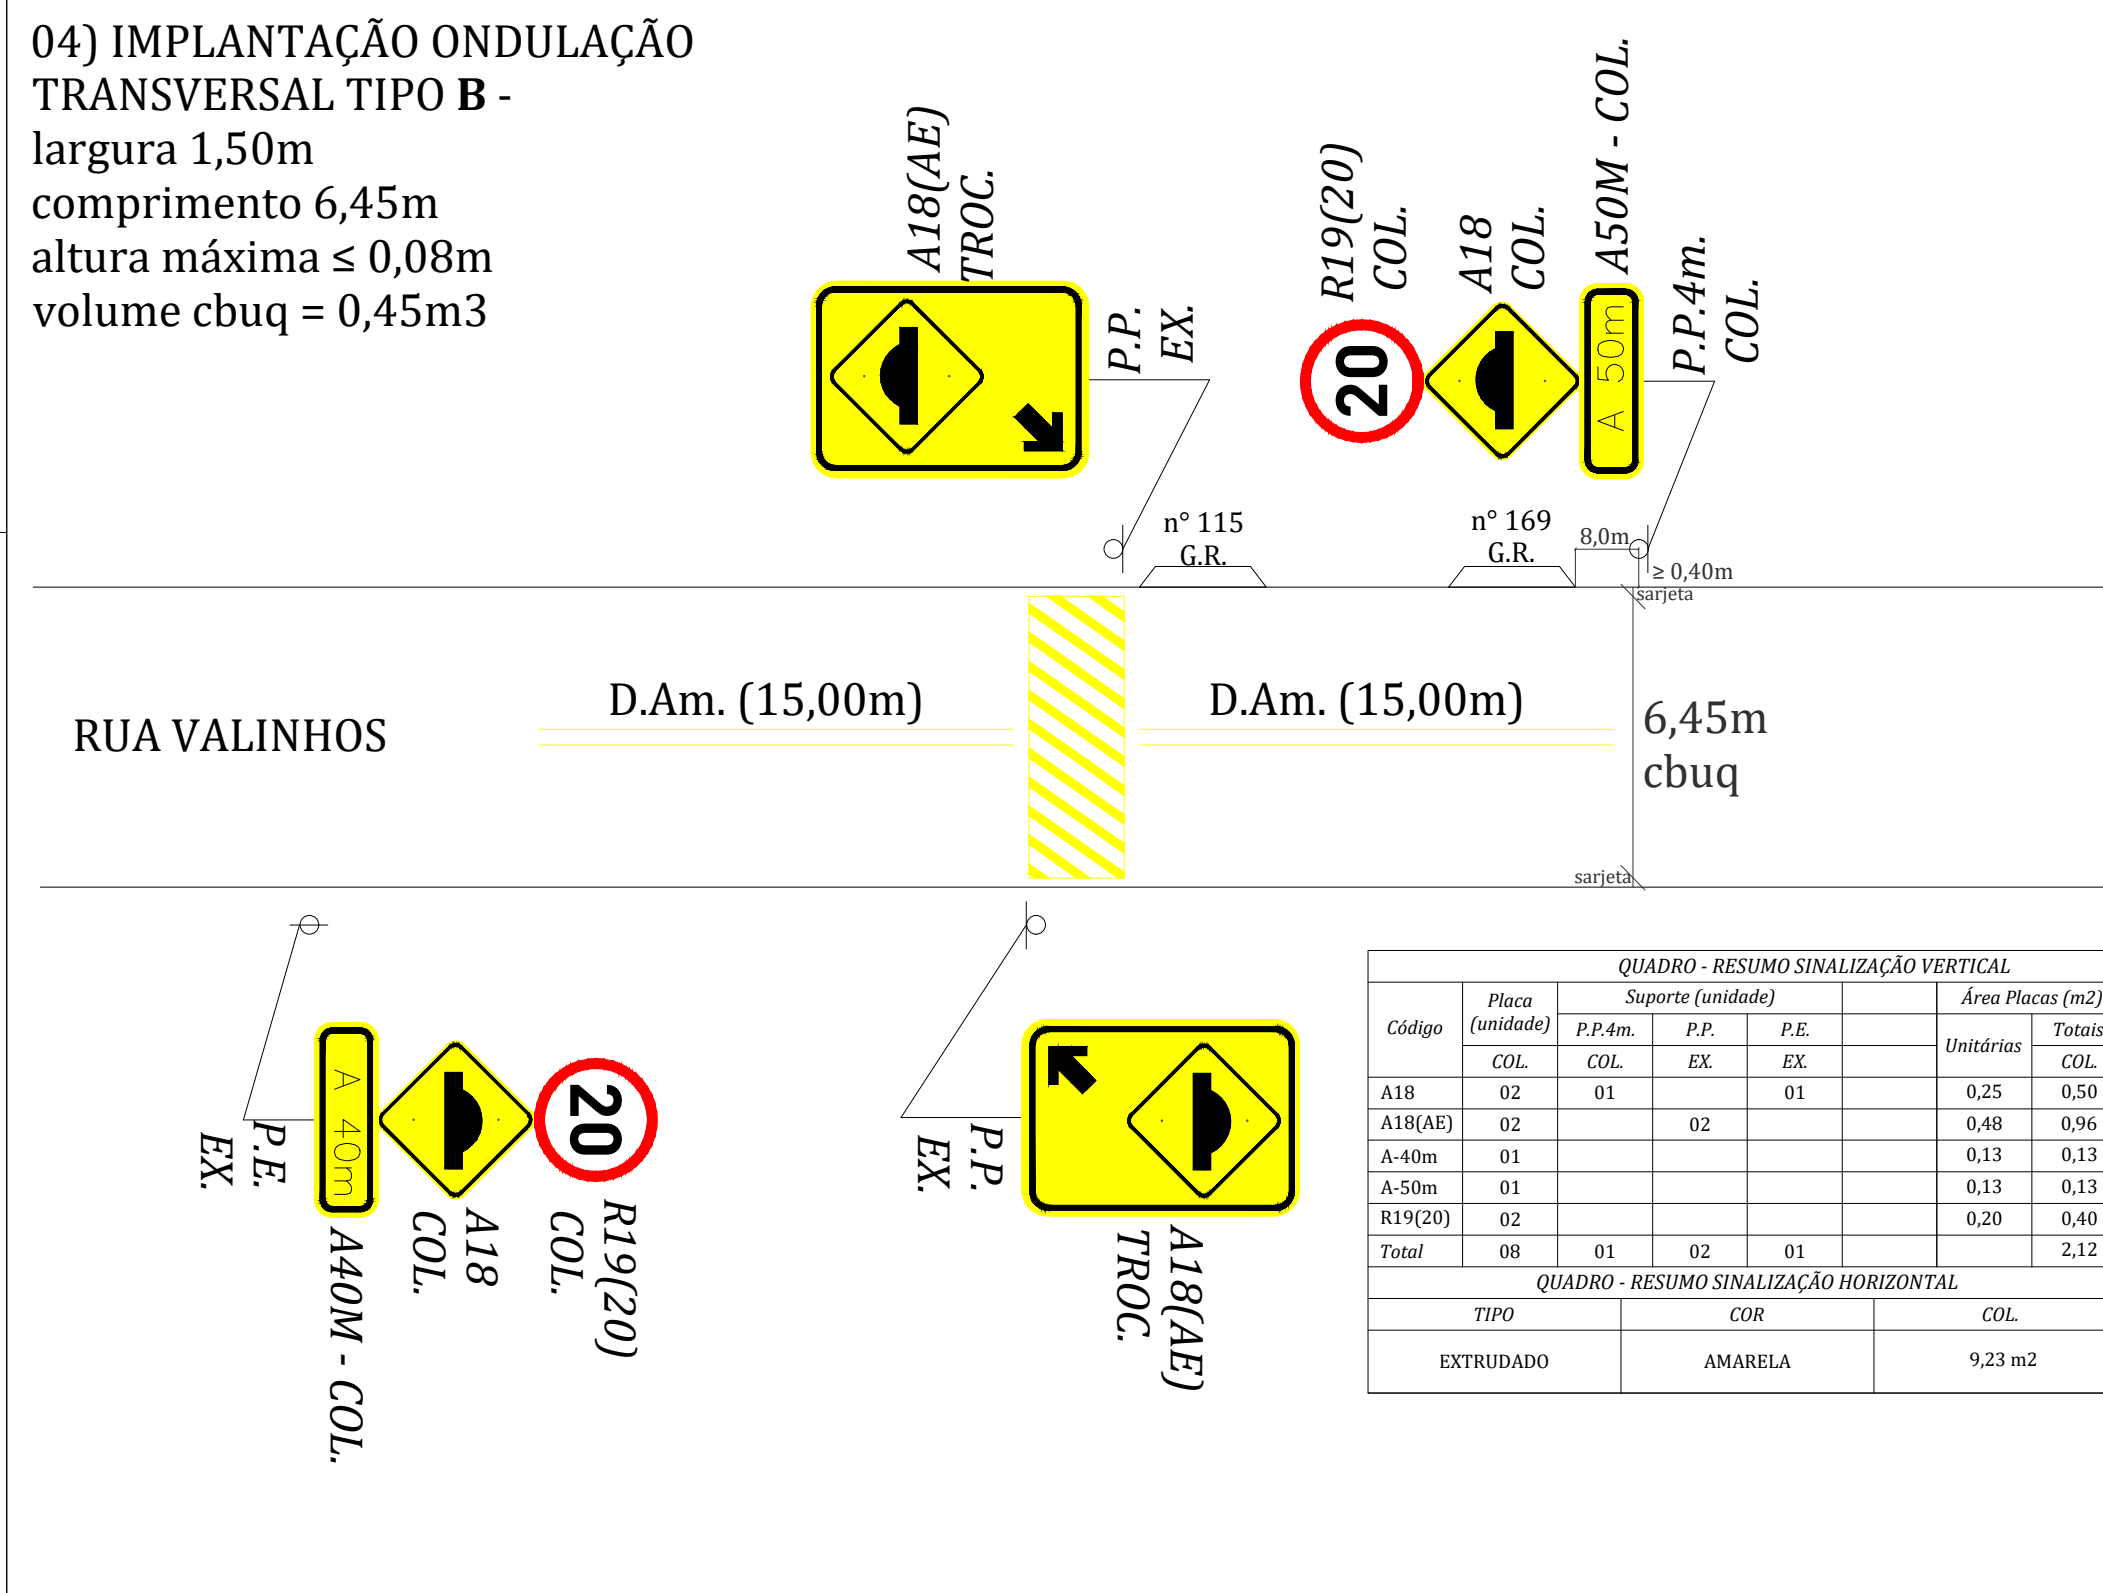 04) IMPLANTAÇÃO ONDULAÇÃO
TRANSVERSAL TIPO B -
largura 1,50m
comprimento 6,45m
altura máxima ≤ 0,08m
volume cbuq = 0,45m3
A18(AE)
TROC.
P.P.
EX.
R19(20)
COL.
A18
COL.
A50M - COL.
P.P.4m.
COL.
20
A 50m
n° 115
G.R.
n° 169
G.R.
8,0m
≥ 0,40m
sarjeta
RUA VALINHOS
D.Am. (15,00m)
D.Am. (15,00m)
6,45m
cbuq
sarjeta
P.E.
EX.
A 40m
20
A40M - COL.
A18
COL.
R19(20)
COL.
P.P.
EX.
A18(AE)
TROC.
QUADRO - RESUMO SINALIZAÇÃO VERTICAL
Código Placa (unidade) Suporte (unidade) Área Placas (m2)
P.P.4m. P.P. P.E. Unitárias Totais
COL. COL. EX. EX. COL.
A18 02 01 01 0,25 0,50
A18(AE) 02 02 0,48 0,96
A-40m 01 0,13 0,13
A-50m 01 0,13 0,13
R19(20) 02 0,20 0,40
Total 08 01 02 01 2,12
QUADRO - RESUMO SINALIZAÇÃO HORIZONTAL
TIPO COR COL.
EXTRUDADO AMARELA 9,23 m2